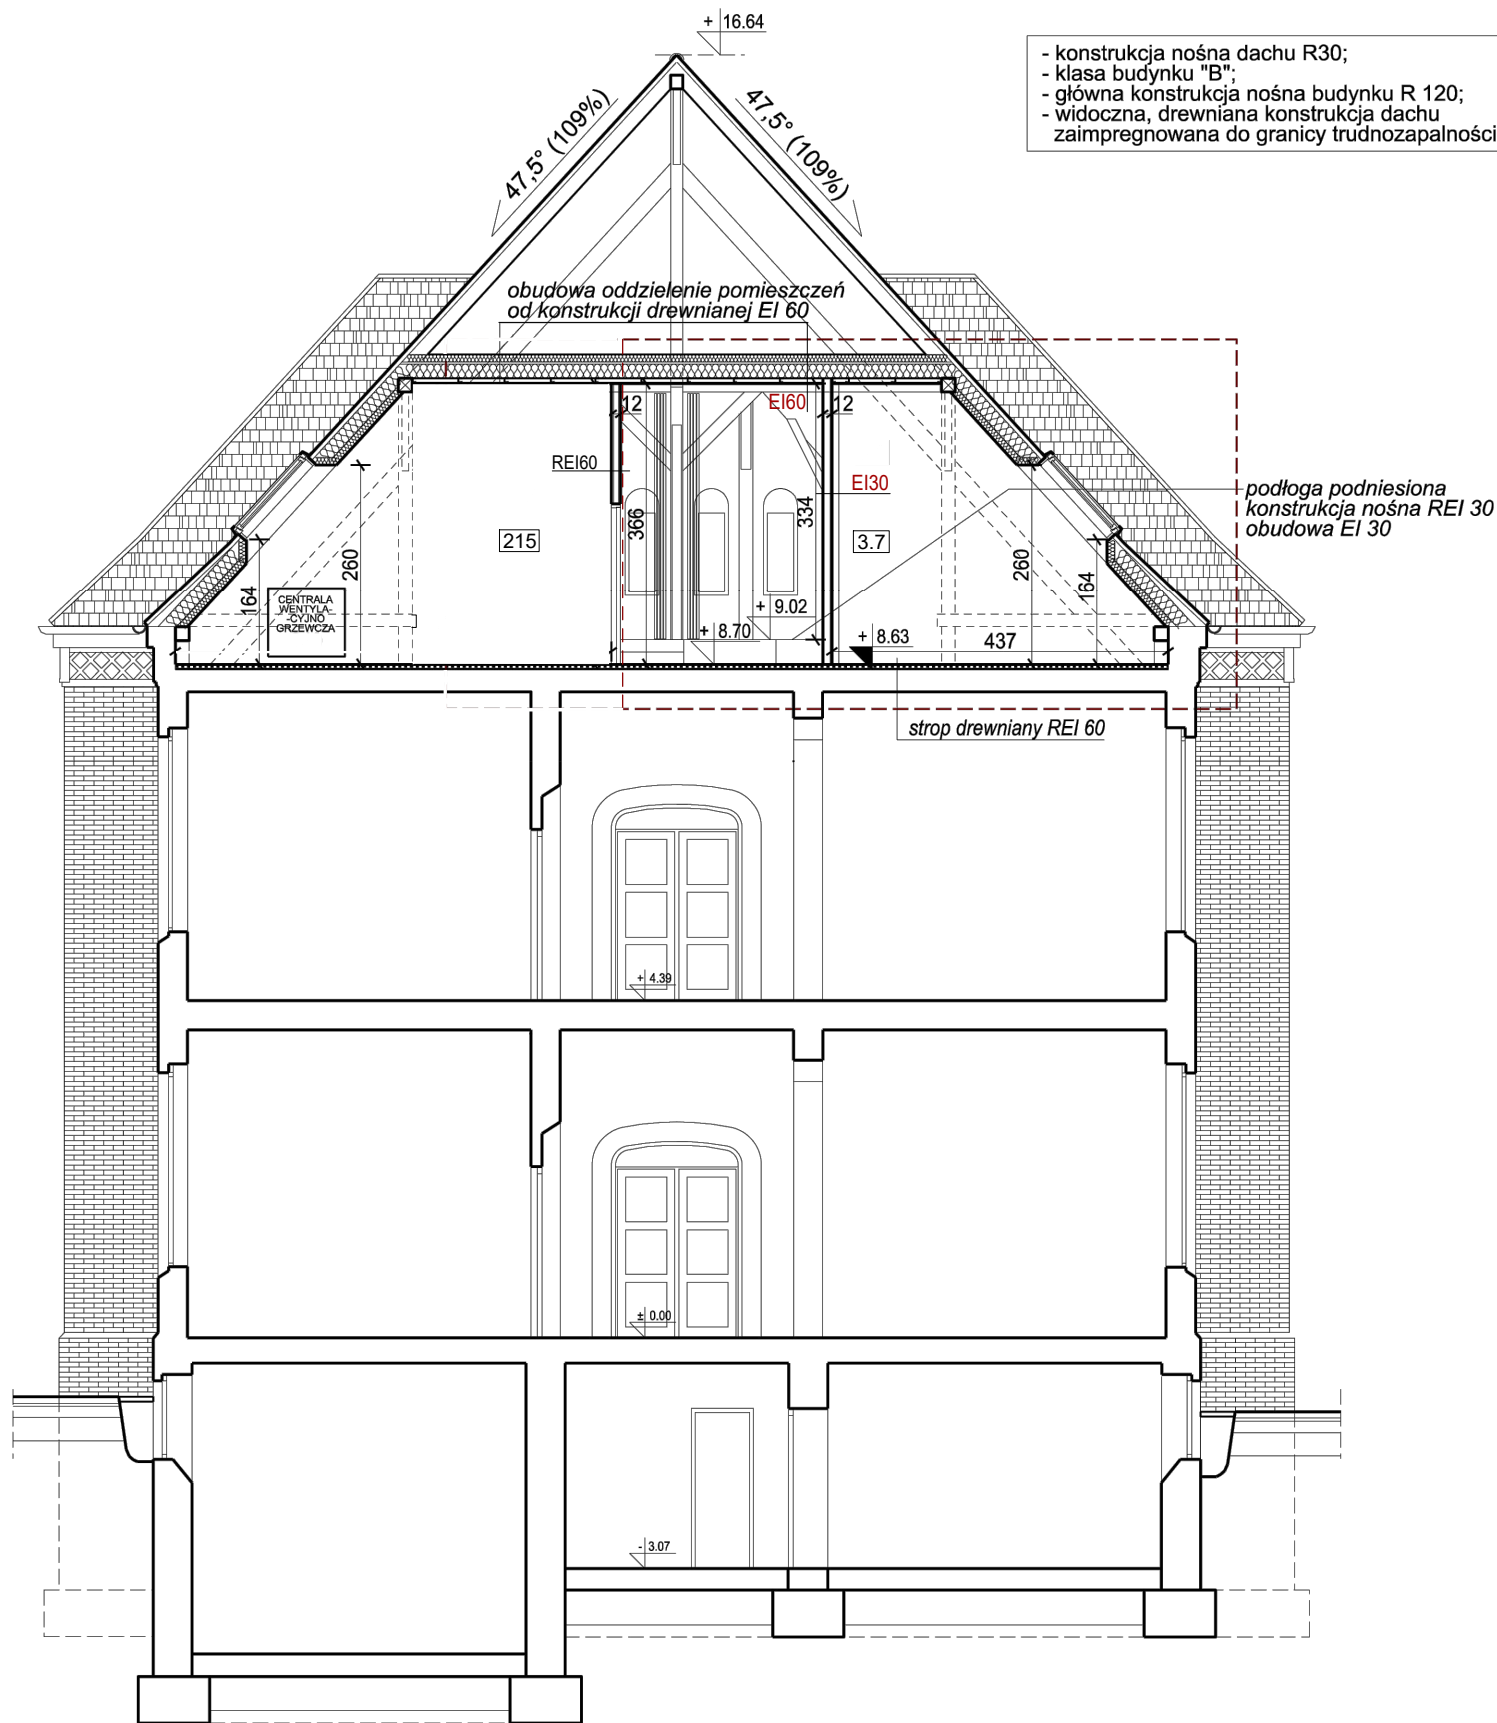 + 16.64
- konstrukcja nośna dachu R30;
- klasa budynku "B";
- główna konstrukcja nośna budynku R 120;
- widoczna, drewniana konstrukcja dachu
zaimpregnowana do granicy trudnozapalności
47,5° (109%)
47,5° (109%)
obudowa oddzielenie pomieszczeń
od konstrukcji drewnianej EI 60
12
EI60
12
REI60
EI30
podłoga podniesiona
konstrukcja nośna REI 30
obudowa EI 30
366
334
215
3.7
260
260
164
164
CENTRALA
WENTYLA-
-CYJNO
GRZEWCZA
+ 9.02
+ 8.70
+ 8.63
437
strop drewniany REI 60
+ 4.39
± 0.00
- 3.07